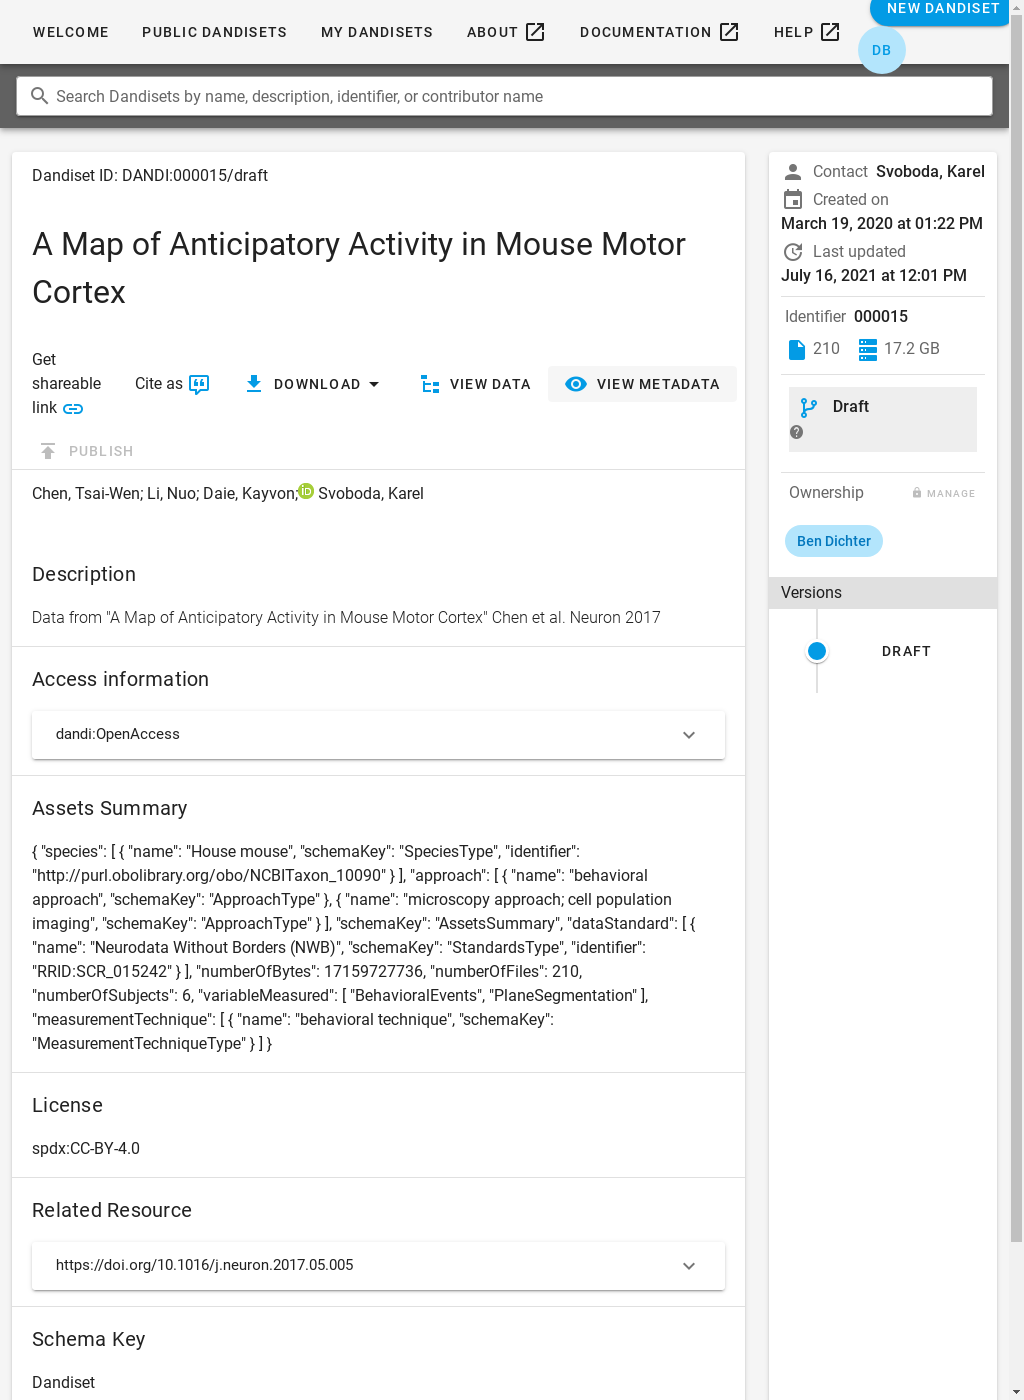 WELCOME
PUBLIC DANDISETS
MY DANDISETS
ABOUT
DOCUMENTATION
HELP
NEW DANDISET
DB
Search Dandisets by name, description, identifier, or contributor name
Dandiset ID: DANDI:000015/draft
A Map of Anticipatory Activity in Mouse Motor
Cortex
Get
shareable
link
Cite as
DOWNLOAD
VIEW DATA
VIEW METADATA
PUBLISH
Chen, Tsai-Wen; Li, Nuo; Daie, Kayvon; iD Svoboda, Karel
Description
Data from "A Map of Anticipatory Activity in Mouse Motor Cortex" Chen et al. Neuron 2017
Access information
dandi:OpenAccess
Assets Summary
{ "species": [ { "name": "House mouse", "schemaKey": "SpeciesType", "identifier":
"http://purl.obolibrary.org/obo/NCBITaxon_10090" } ], "approach": [ { "name": "behavioral
approach", "schemaKey": "ApproachType" }, { "name": "microscopy approach; cell population
imaging", "schemaKey": "ApproachType" } ], "schemaKey": "AssetsSummary", "dataStandard": [ {
"name": "Neurodata Without Borders (NWB)", "schemaKey": "StandardsType", "identifier":
"RRID:SCR_015242" } ], "numberOfBytes": 17159727736, "numberOfFiles": 210,
"numberOfSubjects": 6, "variableMeasured": [ "BehavioralEvents", "PlaneSegmentation" ],
"measurementTechnique": [ { "name": "behavioral technique", "schemaKey":
"MeasurementTechniqueType" } ] }
License
spdx:CC-BY-4.0
Related Resource
https://doi.org/10.1016/j.neuron.2017.05.005
Schema Key
Dandiset
Contact Svoboda, Karel
Created on
March 19, 2020 at 01:22 PM
Last updated
July 16, 2021 at 12:01 PM
Identifier 000015
210
17.2 GB
Draft
?
Ownership
MANAGE
Ben Dichter
Versions
DRAFT